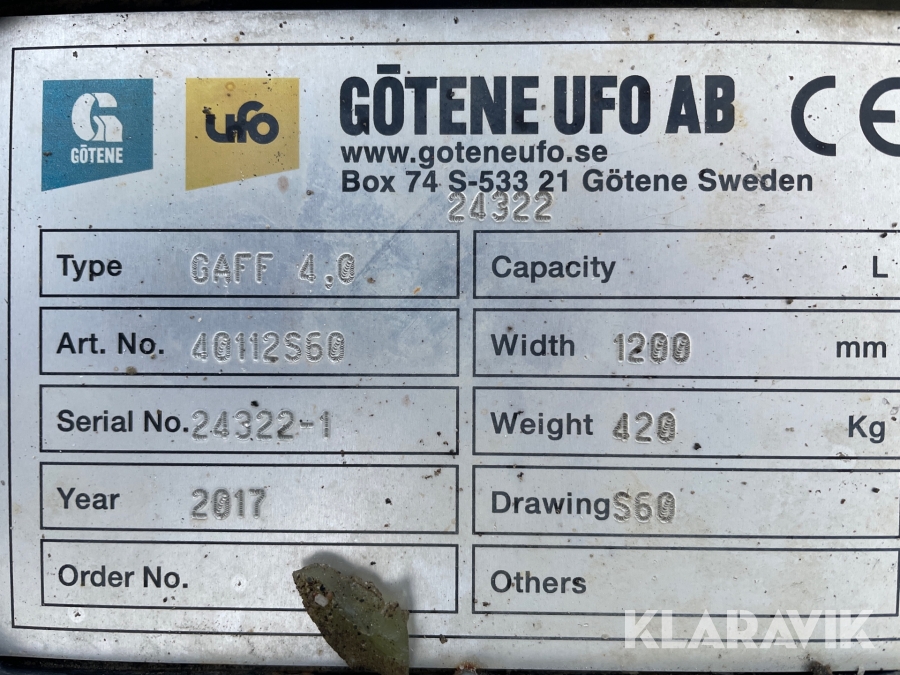 GÖTENE
ufo
GÖTENE UFO AB
CE
www.goteneufo.se
Box 74 S-533 21 Götene Sweden
24322
Type GAFF 4,0
Capacity L
Art. No. 40112S60
Width 1200 mm
Serial No. 24322-1
Weight 420 Kg
Year 2017
Drawing S60
Order No.
Others
KLARAVIK